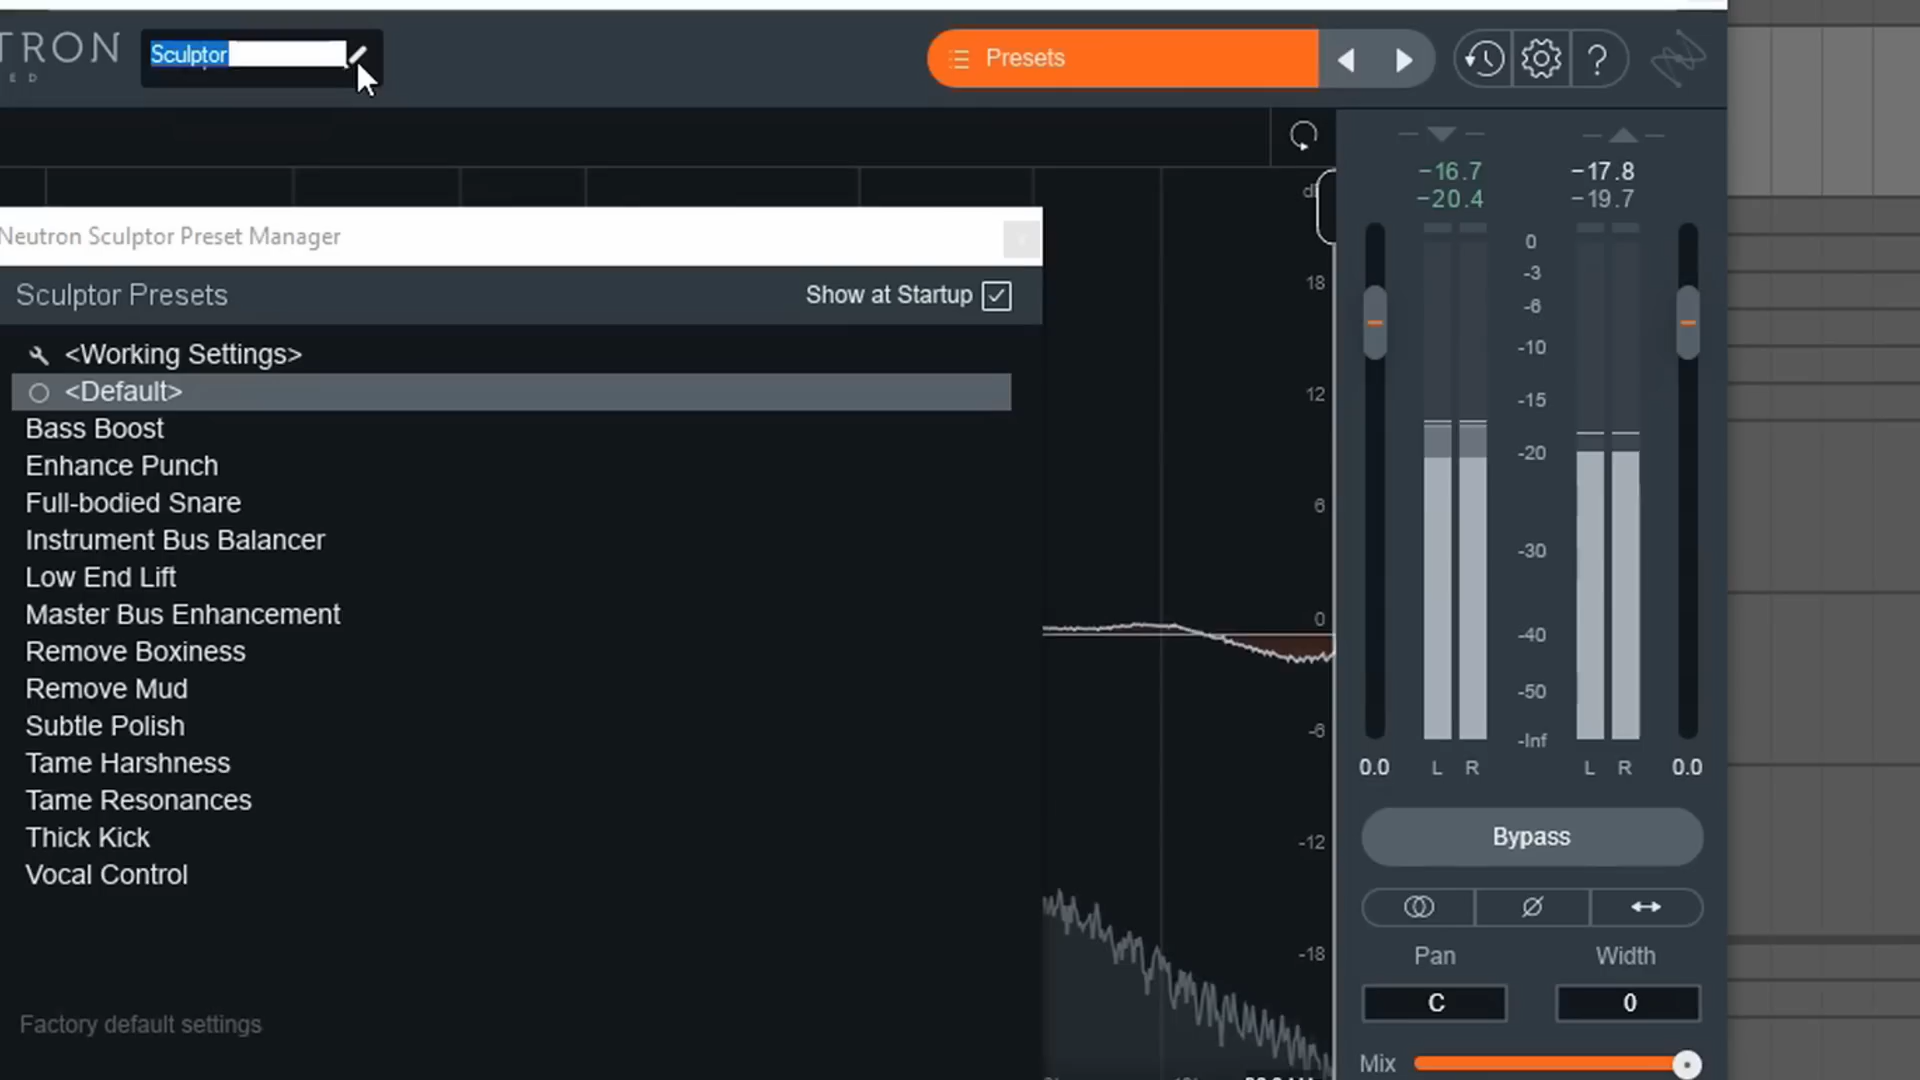 TRON
E D
Sculptor
Presets
?
-16.7
-20.4
-17.8
-19.7
Neutron Sculptor Preset Manager
Sculptor Presets
Show at Startup
<Working Settings>
<Default>
Bass Boost
Enhance Punch
Full-bodied Snare
Instrument Bus Balancer
Low End Lift
Master Bus Enhancement
Remove Boxiness
Remove Mud
Subtle Polish
Tame Harshness
Tame Resonances
Thick Kick
Vocal Control
Factory default settings
18
12
6
0
-6
-12
-18
0
-3
-6
-10
-15
-20
-30
-40
-50
-Inf
0.0
L R
L R
0.0
Bypass
Pan
Width
C
0
Mix